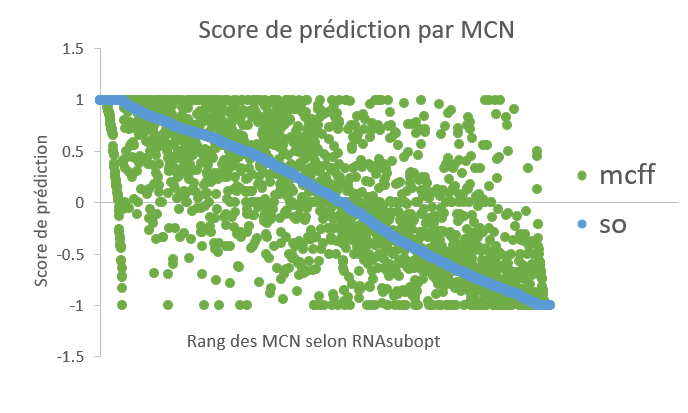 Score de prédiction par MCN
1.5
1
0.5
0
-0.5
-1
-1.5
Score de prédiction
Rang des MCN selon RNAsubopt
mcff
so